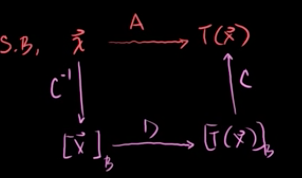 S.B, x⃗ A T(x⃗)
C⁻¹ C
[x⃗]_B D [T(x⃗)]_B